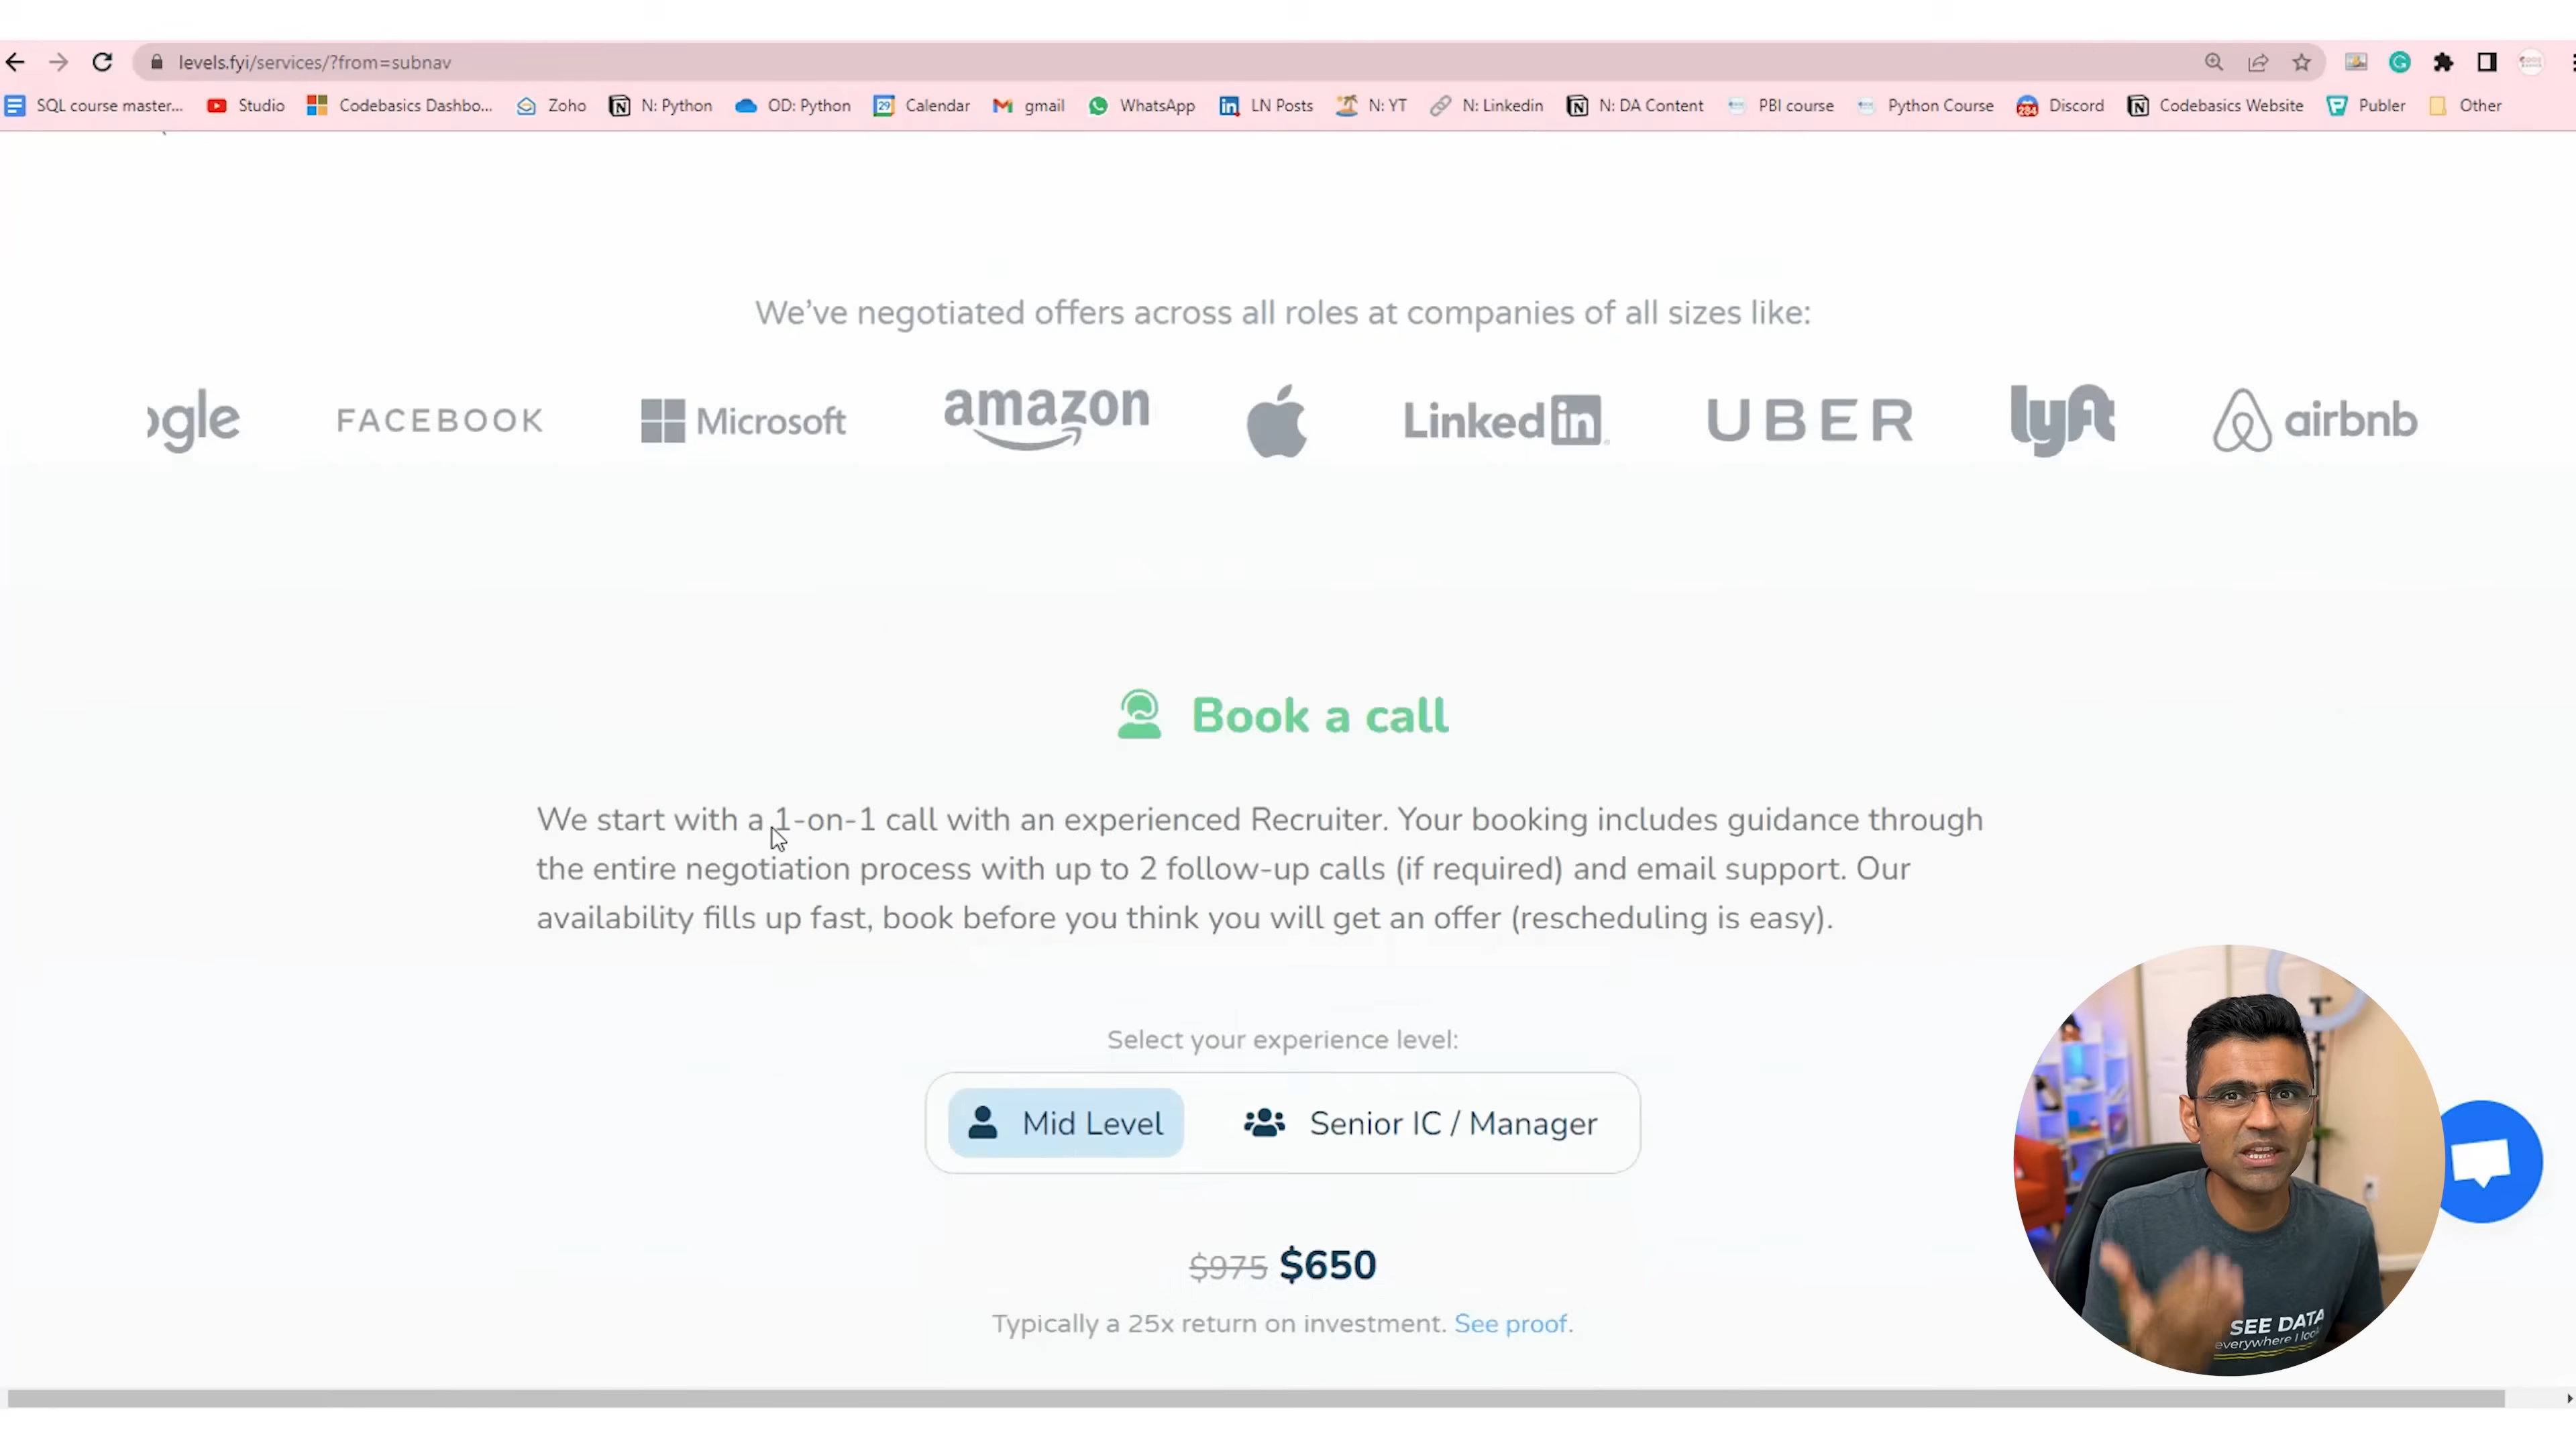 levels.fyi/services/?from=subnav
SQL course master... Studio Codebasics Dashbo... Zoho N: Python OD: Python 29 Calendar gmail WhatsApp LN Posts N: YT N: Linkedin N: DA Content PBI course Python Course 284 Discord Codebasics Website Publer Other
We've negotiated offers across all roles at companies of all sizes like:
ogle FACEBOOK Microsoft amazon LinkedIn UBER lyft airbnb
Book a call
We start with a 1-on-1 call with an experienced Recruiter. Your booking includes guidance through
the entire negotiation process with up to 2 follow-up calls (if required) and email support. Our
availability fills up fast, book before you think you will get an offer (rescheduling is easy).
Select your experience level:
Mid Level Senior IC / Manager
$975 $650
Typically a 25x return on investment. See proof.
SEE DATA
everywhere I look